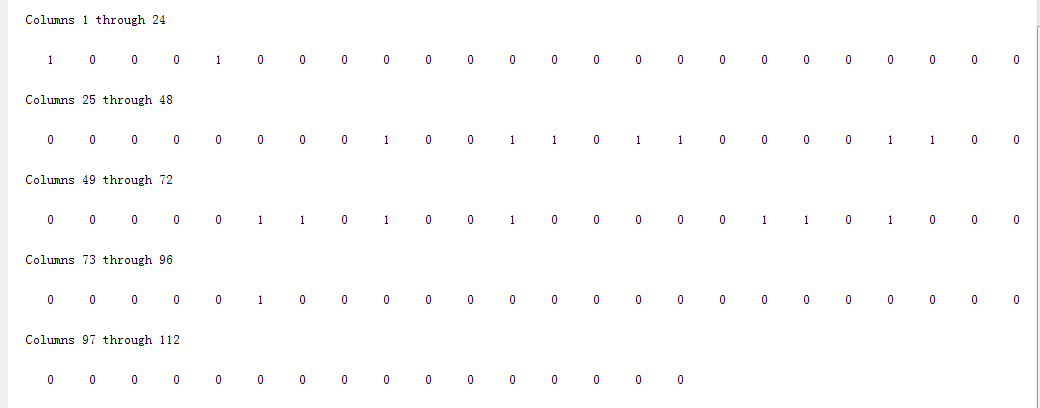 Columns 1 through 24
1 0 0 0 1 0 0 0 0 0 0 0 0 0 0 0 0 0 0 0 0 0 0 0
Columns 25 through 48
0 0 0 0 0 0 0 0 1 0 0 1 1 0 1 1 0 0 0 0 1 1 0 0
Columns 49 through 72
0 0 0 0 0 1 1 0 1 0 0 1 0 0 0 0 0 1 1 0 1 0 0 0
Columns 73 through 96
0 0 0 0 0 1 0 0 0 0 0 0 0 0 0 0 0 0 0 0 0 0 0 0
Columns 97 through 112
0 0 0 0 0 0 0 0 0 0 0 0 0 0 0 0